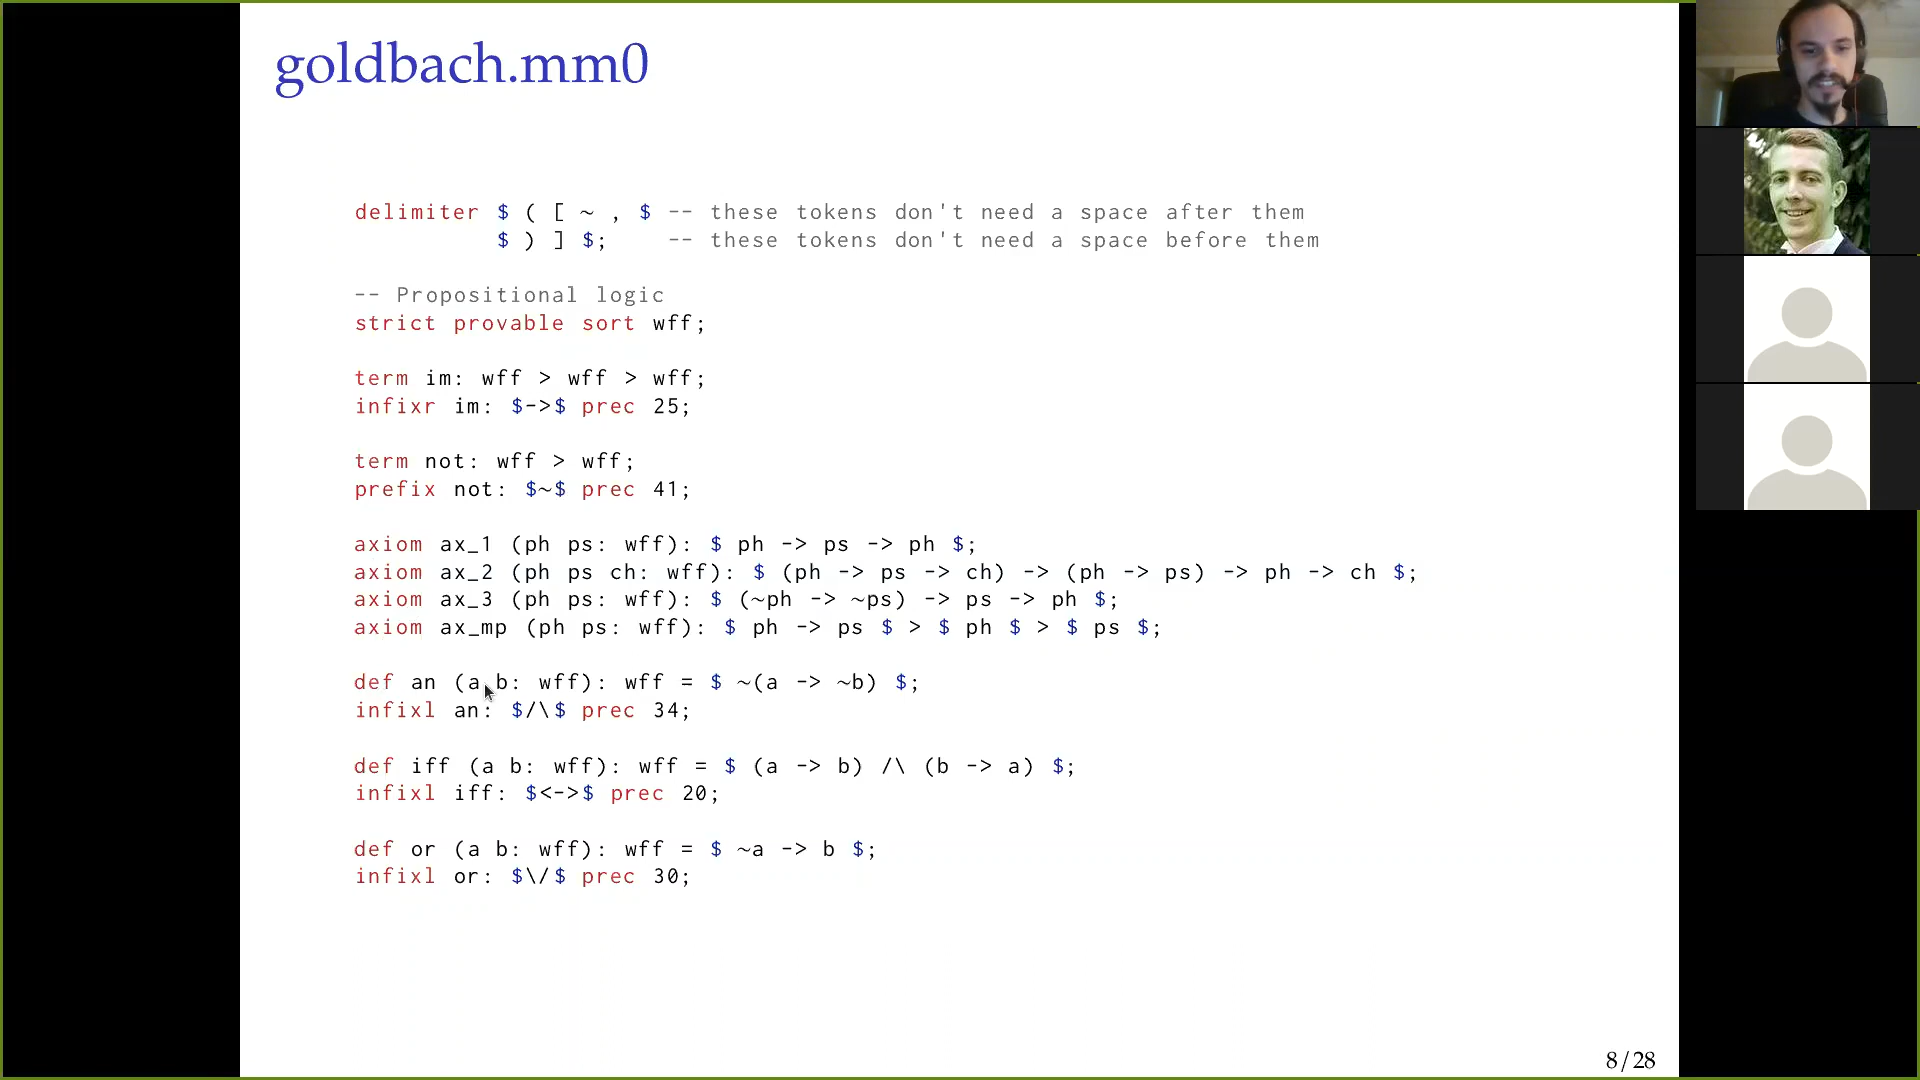 goldbach.mm0
delimiter $ ( [ ~ , $ -- these tokens don't need a space after them
$ ) ] $; -- these tokens don't need a space before them
-- Propositional logic
strict provable sort wff;
term im: wff > wff > wff;
infixr im: $->$ prec 25;
term not: wff > wff;
prefix not: $~$ prec 41;
axiom ax_1 (ph ps: wff): $ ph -> ps -> ph $;
axiom ax_2 (ph ps ch: wff): $ (ph -> ps -> ch) -> (ph -> ps) -> ph -> ch $;
axiom ax_3 (ph ps: wff): $ (~ph -> ~ps) -> ps -> ph $;
axiom ax_mp (ph ps: wff): $ ph -> ps $ > $ ph $ > $ ps $;
def an (a b: wff): wff = $ ~(a -> ~b) $;
infixl an: $/\$ prec 34;
def iff (a b: wff): wff = $ (a -> b) /\ (b -> a) $;
infixl iff: $<->$ prec 20;
def or (a b: wff): wff = $ ~a -> b $;
infixl or: $\/$ prec 30;
8/28